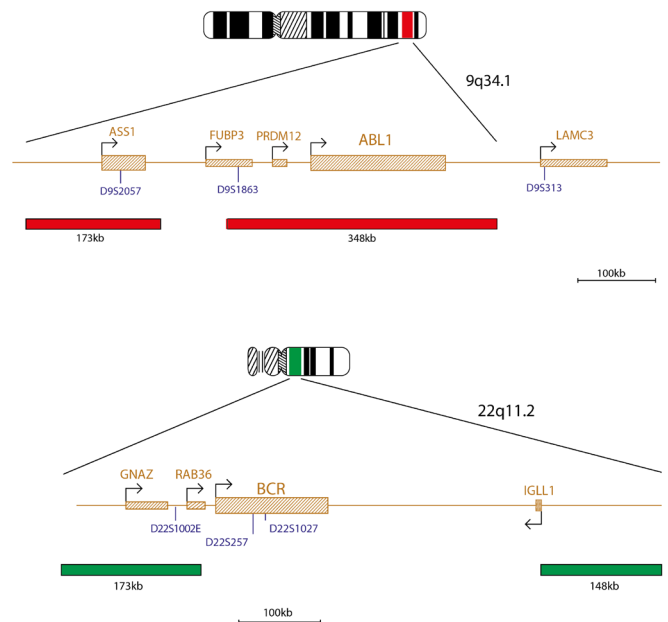 9q34.1
ASS1 FUBP3 PRDM12 ABL1 LAMC3
D9S2057 D9S1863 D9S313
173kb 348kb
100kb
22q11.2
GNAZ RAB36 BCR IGLL1
D22S1002E D22S1027
D22S257
173kb 148kb
100kb